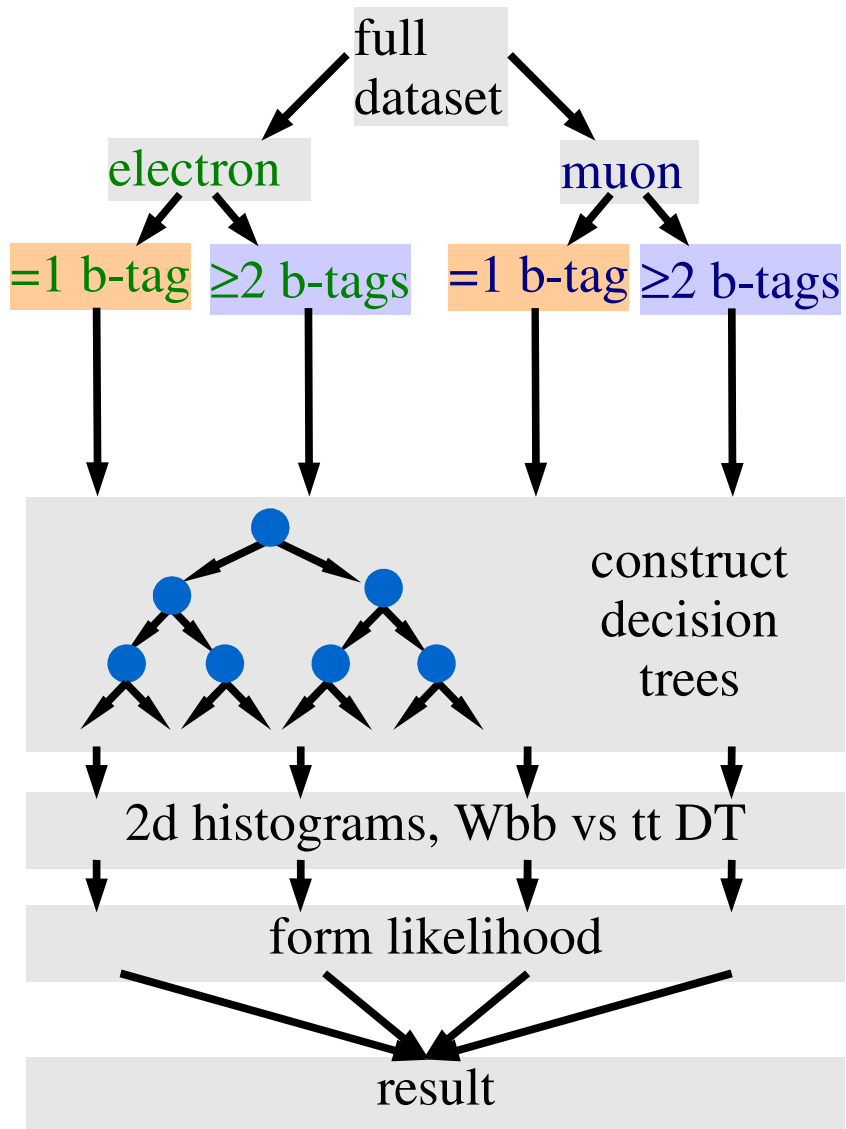 full
dataset
electron
muon
=1 b-tag
≥2 b-tags
=1 b-tag
≥2 b-tags
construct
decision
trees
2d histograms, Wbb vs tt DT
form likelihood
result